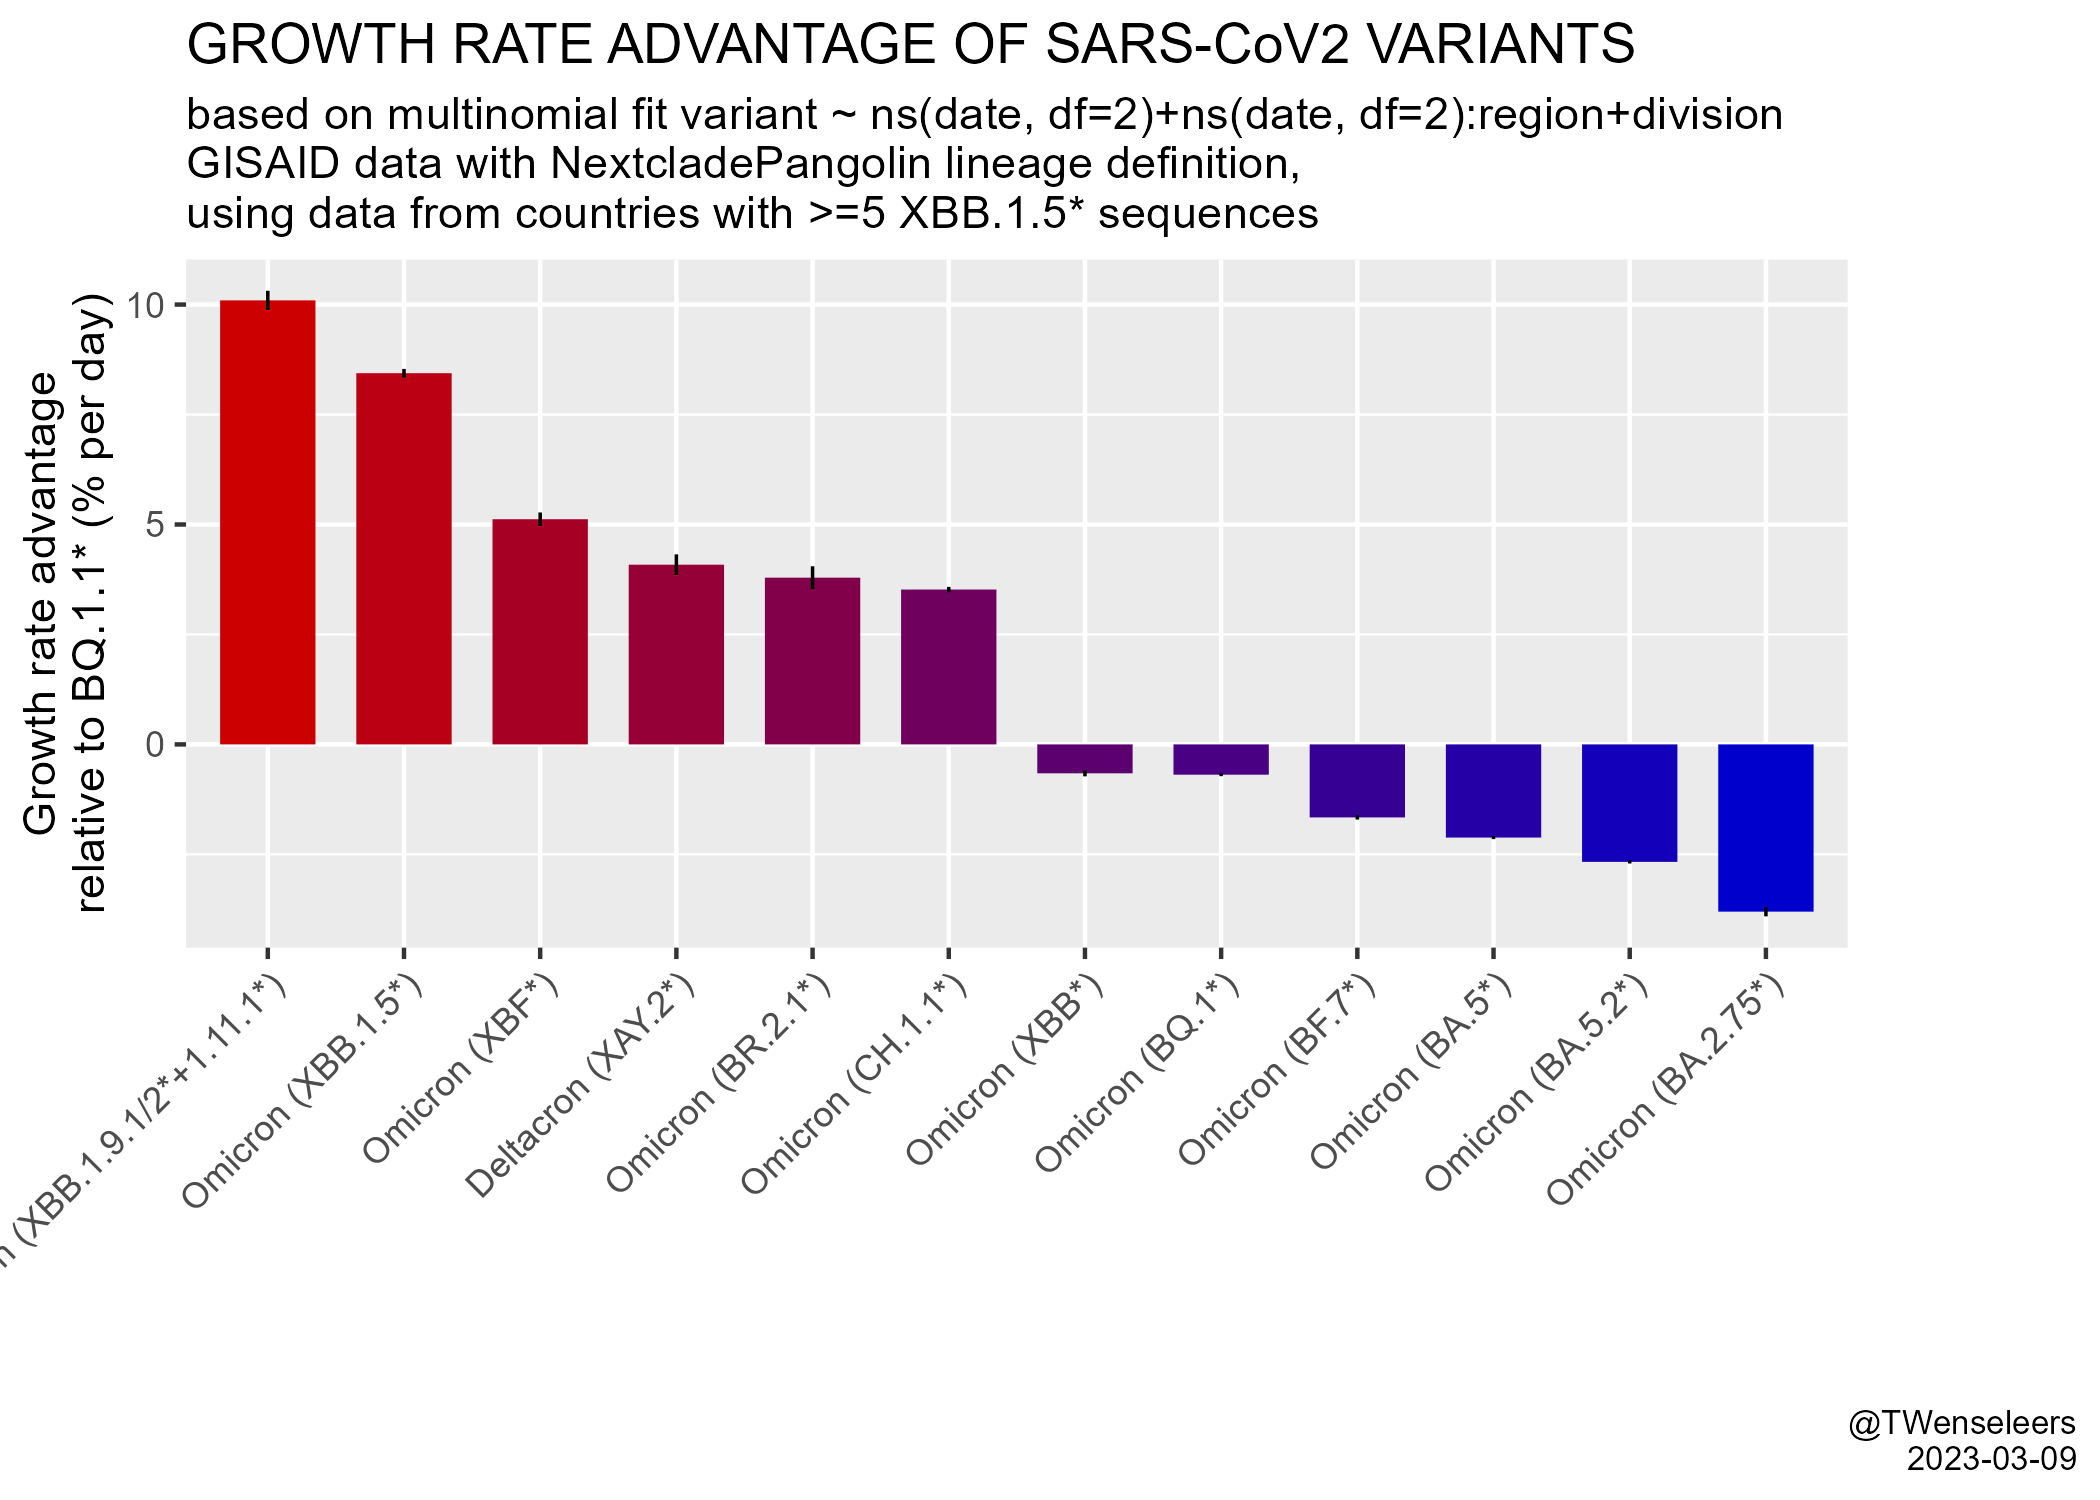 GROWTH RATE ADVANTAGE OF SARS-CoV2 VARIANTS
based on multinomial fit variant ~ ns(date, df=2)+ns(date, df=2):region+division
GISAID data with NextcladePangolin lineage definition,
using data from countries with >=5 XBB.1.5* sequences
Growth rate advantage
relative to BQ.1.1* (% per day)
10
5
0
(XBB.1.9.1/2*+1.11.1*)
Omicron (XBB.1.5*)
Omicron (XBF*)
Deltacron (XAY.2*)
Omicron (BR.2.1*)
Omicron (CH.1.1*)
Omicron (XBB*)
Omicron (BQ.1*)
Omicron (BF.7*)
Omicron (BA.5*)
Omicron (BA.5.2*)
Omicron (BA.2.75*)
@TWenseleers
2023-03-09